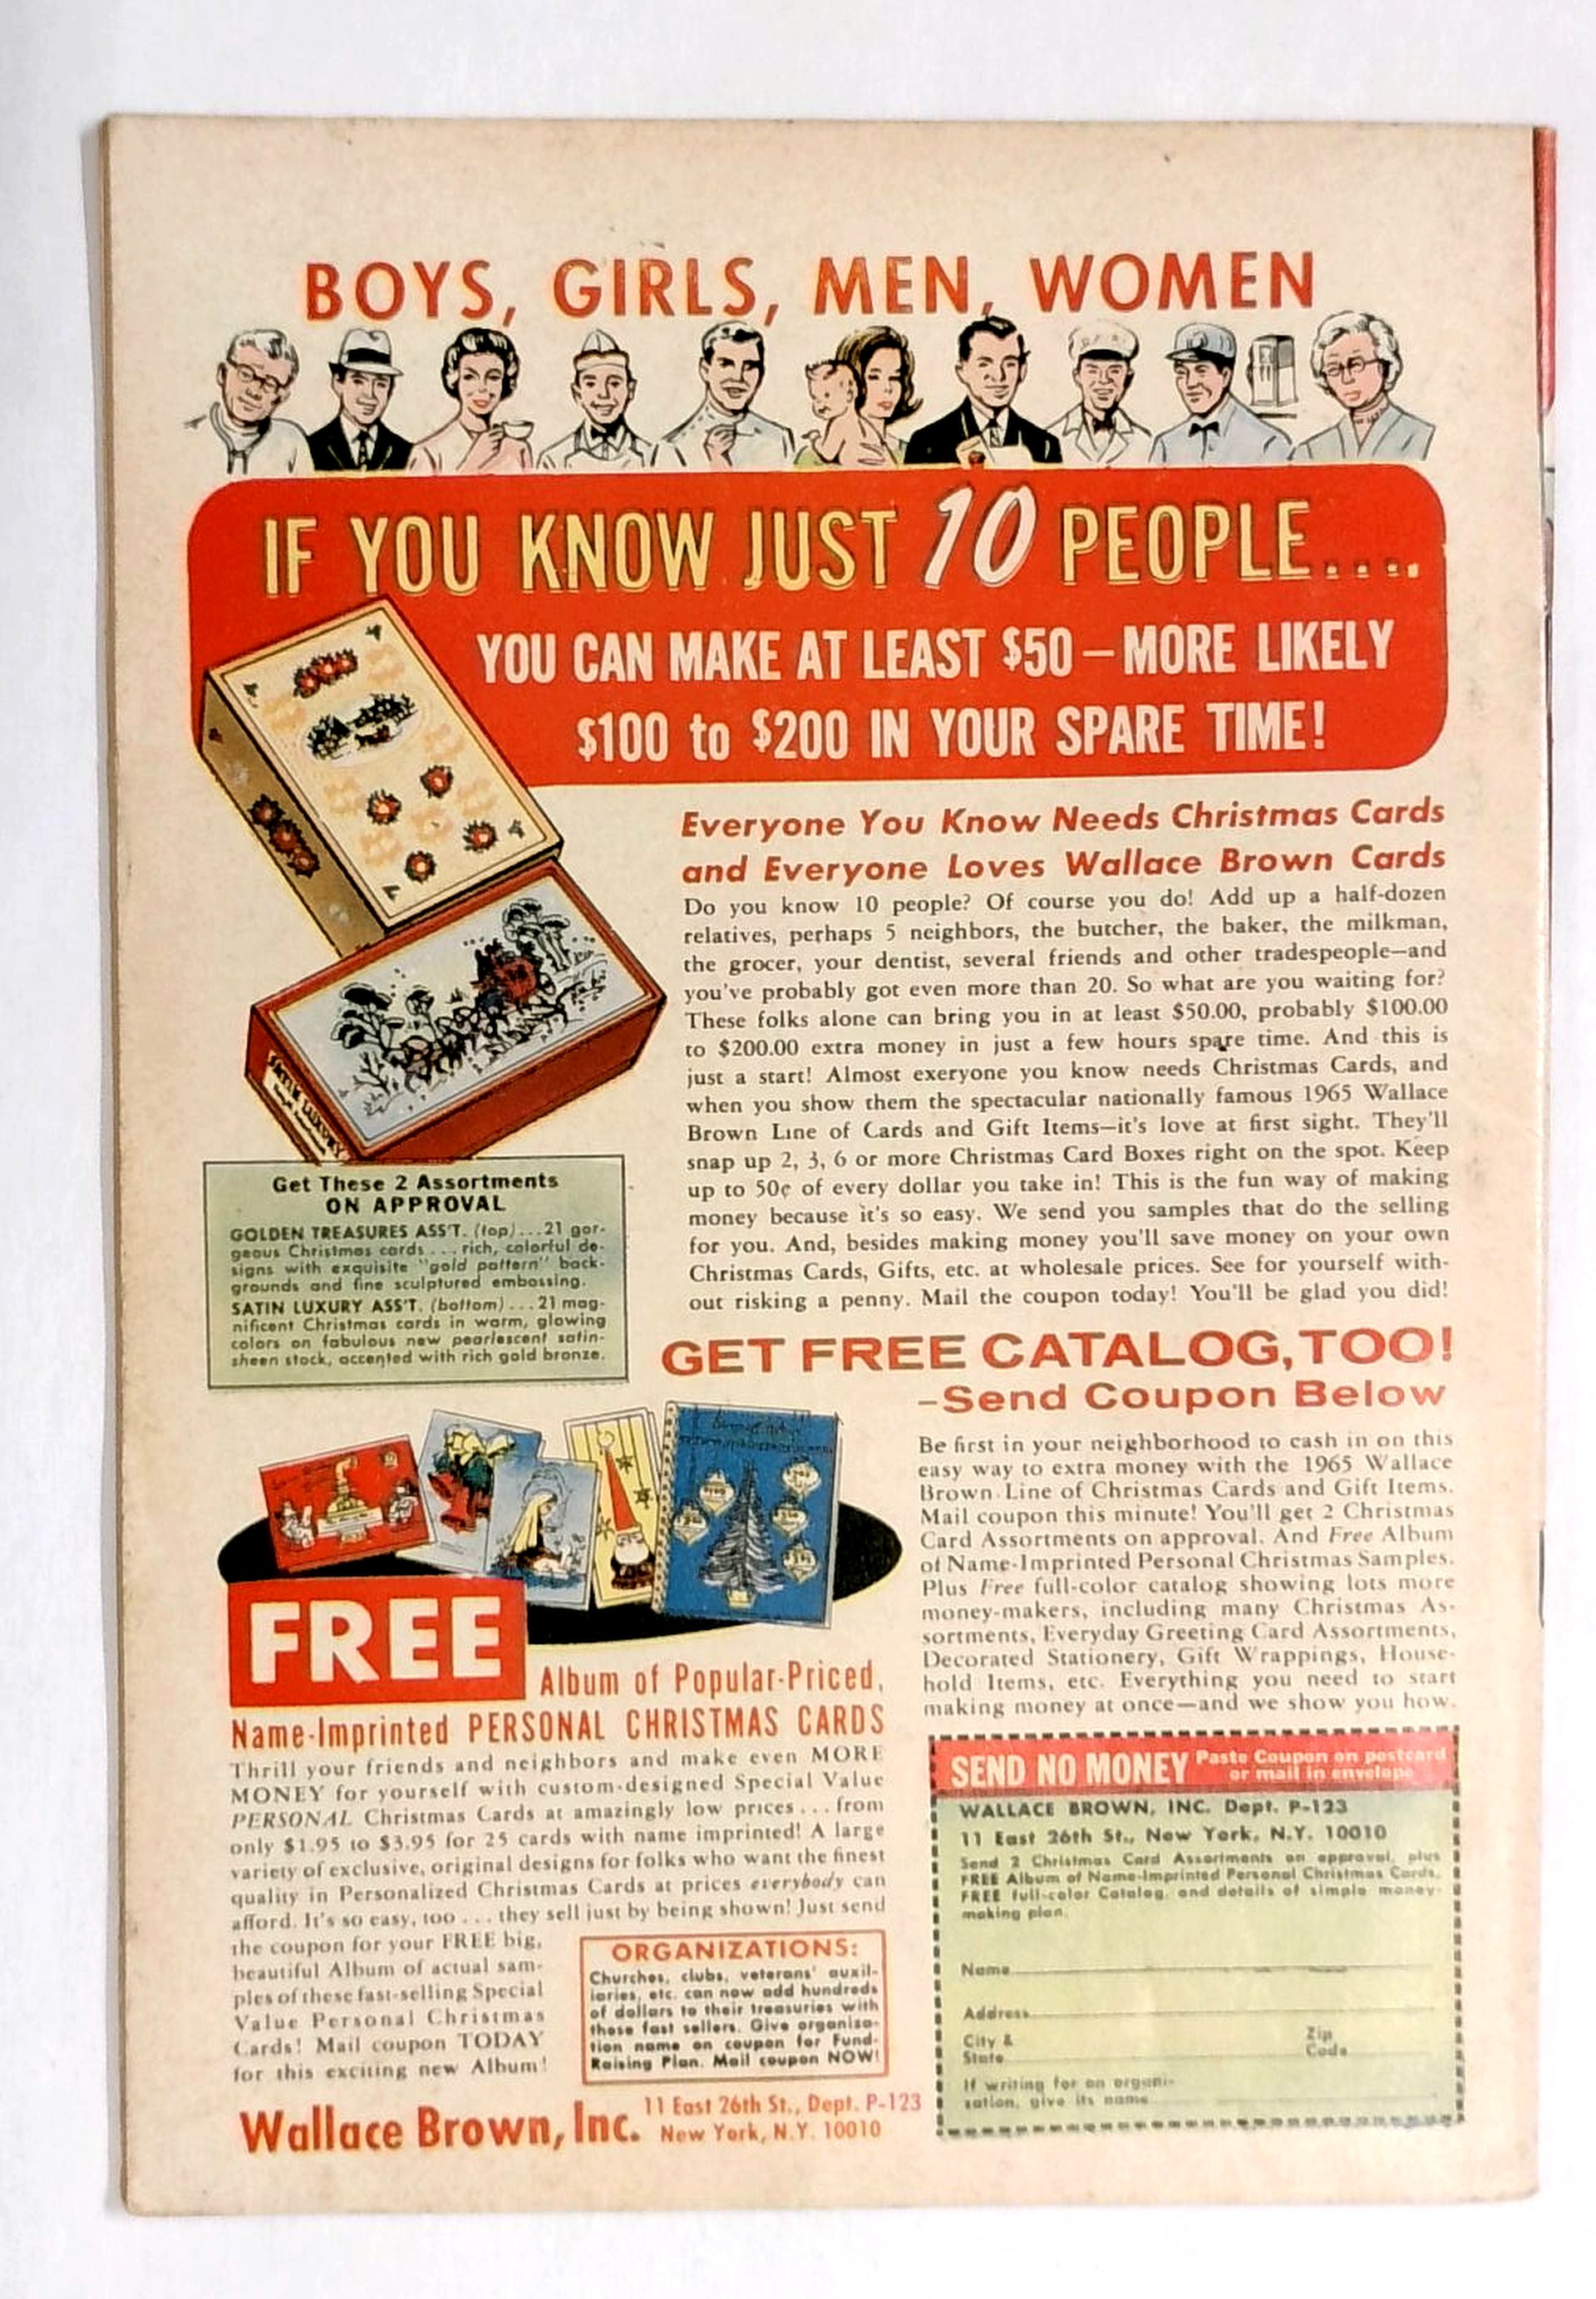 BOYS, GIRLS, MEN, WOMEN
IF YOU KNOW JUST 10 PEOPLE....
YOU CAN MAKE AT LEAST $50 – MORE LIKELY
$100 to $200 IN YOUR SPARE TIME!
Everyone You Know Needs Christmas Cards
and Everyone Loves Wallace Brown Cards
Do you know 10 people? Of course you do! Add up a half-dozen
relatives, perhaps 5 neighbors, the butcher, the baker, the milkman,
the grocer, your dentist, several friends and other tradespeople—and
you've probably got even more than 20. So what are you waiting for?
These folks alone can bring you in at least $50.00, probably $100.00
to $200.00 extra money in just a few hours spare time. And this is
just a start! Almost exeryone you know needs Christmas Cards, and
when you show them the spectacular nationally famous 1965 Wallace
Brown Line of Cards and Gift Items—it's love at first sight. They'll
snap up 2, 3, 6 or more Christmas Card Boxes right on the spot. Keep
up to 50¢ of every dollar you take in! This is the fun way of making
money because it's so easy. We send you samples that do the selling
for you. And, besides making money you'll save money on your own
Christmas Cards, Gifts, etc. at wholesale prices. See for yourself with-
out risking a penny. Mail the coupon today! You'll be glad you did!
SATIN LUXURY
Get These 2 Assortments
ON APPROVAL
GOLDEN TREASURES ASS'T. (top)...21 gor-
geous Christmas cards ... rich, colorful de-
signs with exquisite "gold pattern" back-
grounds and fine sculptured embossing.
SATIN LUXURY ASS'T. (bottom)...21 mag-
nificent Christmas cards in warm, glowing
colors on fabulous new pearlescent satin-
sheen stock, accented with rich gold bronze.
GET FREE CATALOG, TOO!
–Send Coupon Below
Be first in your neighborhood to cash in on this
easy way to extra money with the 1965 Wallace
Brown Line of Christmas Cards and Gift Items.
Mail coupon this minute! You'll get 2 Christmas
Card Assortments on approval. And Free Album
of Name-Imprinted Personal Christmas Samples.
Plus Free full-color catalog showing lots more
money-makers, including many Christmas As-
sortments, Everyday Greeting Card Assortments,
Decorated Stationery, Gift Wrappings, House-
hold Items, etc. Everything you need to start
making money at once—and we show you how.
FREE
Album of Popular-Priced,
Name-Imprinted PERSONAL CHRISTMAS CARDS
Thrill your friends and neighbors and make even MORE
MONEY for yourself with custom-designed Special Value
PERSONAL Christmas Cards at amazingly low prices...from
only $1.95 to $3.95 for 25 cards with name imprinted! A large
variety of exclusive, original designs for folks who want the finest
quality in Personalized Christmas Cards at prices everybody can
afford. It's so easy, too ... they sell just by being shown! Just send
the coupon for your FREE big,
beautiful Album of actual sam-
ples of these fast-selling Special
Value Personal Christmas
Cards! Mail coupon TODAY
for this exciting new Album!
ORGANIZATIONS:
Churches, clubs, veterans' auxil-
iaries, etc. can now add hundreds
of dollars to their treasuries with
these fast sellers. Give organiza-
tion name on coupon for Fund-
Raising Plan. Mail coupon NOW!
Wallace Brown, Inc. 11 East 26th St., Dept. P-123
New York, N.Y. 10010
SEND NO MONEY Paste Coupon on postcard
or mail in envelope
WALLACE BROWN, INC. Dept. P-123
11 East 26th St., New York, N.Y. 10010
Send 2 Christmas Card Assortments on approval, plus
FREE Album of Name-Imprinted Personal Christmas Cards,
FREE full-color Catalog, and details of simple money-
making plan.
Name
Address
City &
State
Zip
Code
If writing for an organi-
zation, give its name